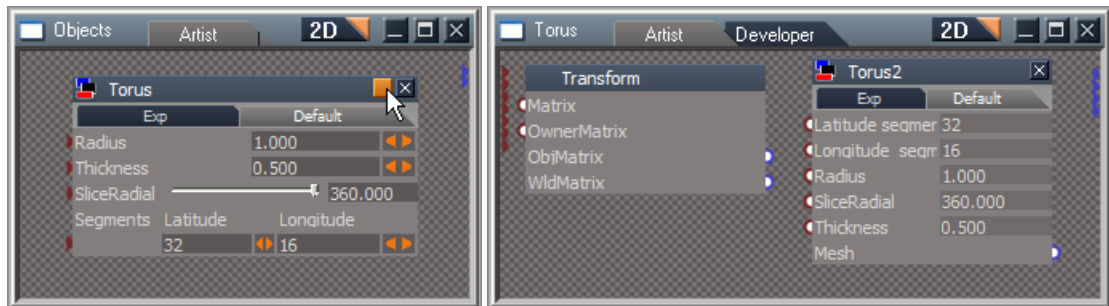 Objects Artist 2D
Torus
Exp Default
Radius 1.000
Thickness 0.500
SliceRadial 360.000
Segments Latitude Longitude
32 16
Torus Artist Developer 2D
Transform
Matrix
OwnerMatrix
ObjMatrix
WldMatrix
Torus2
Exp Default
Latitude segmer 32
Longitude segm 16
Radius 1.000
SliceRadial 360.000
Thickness 0.500
Mesh